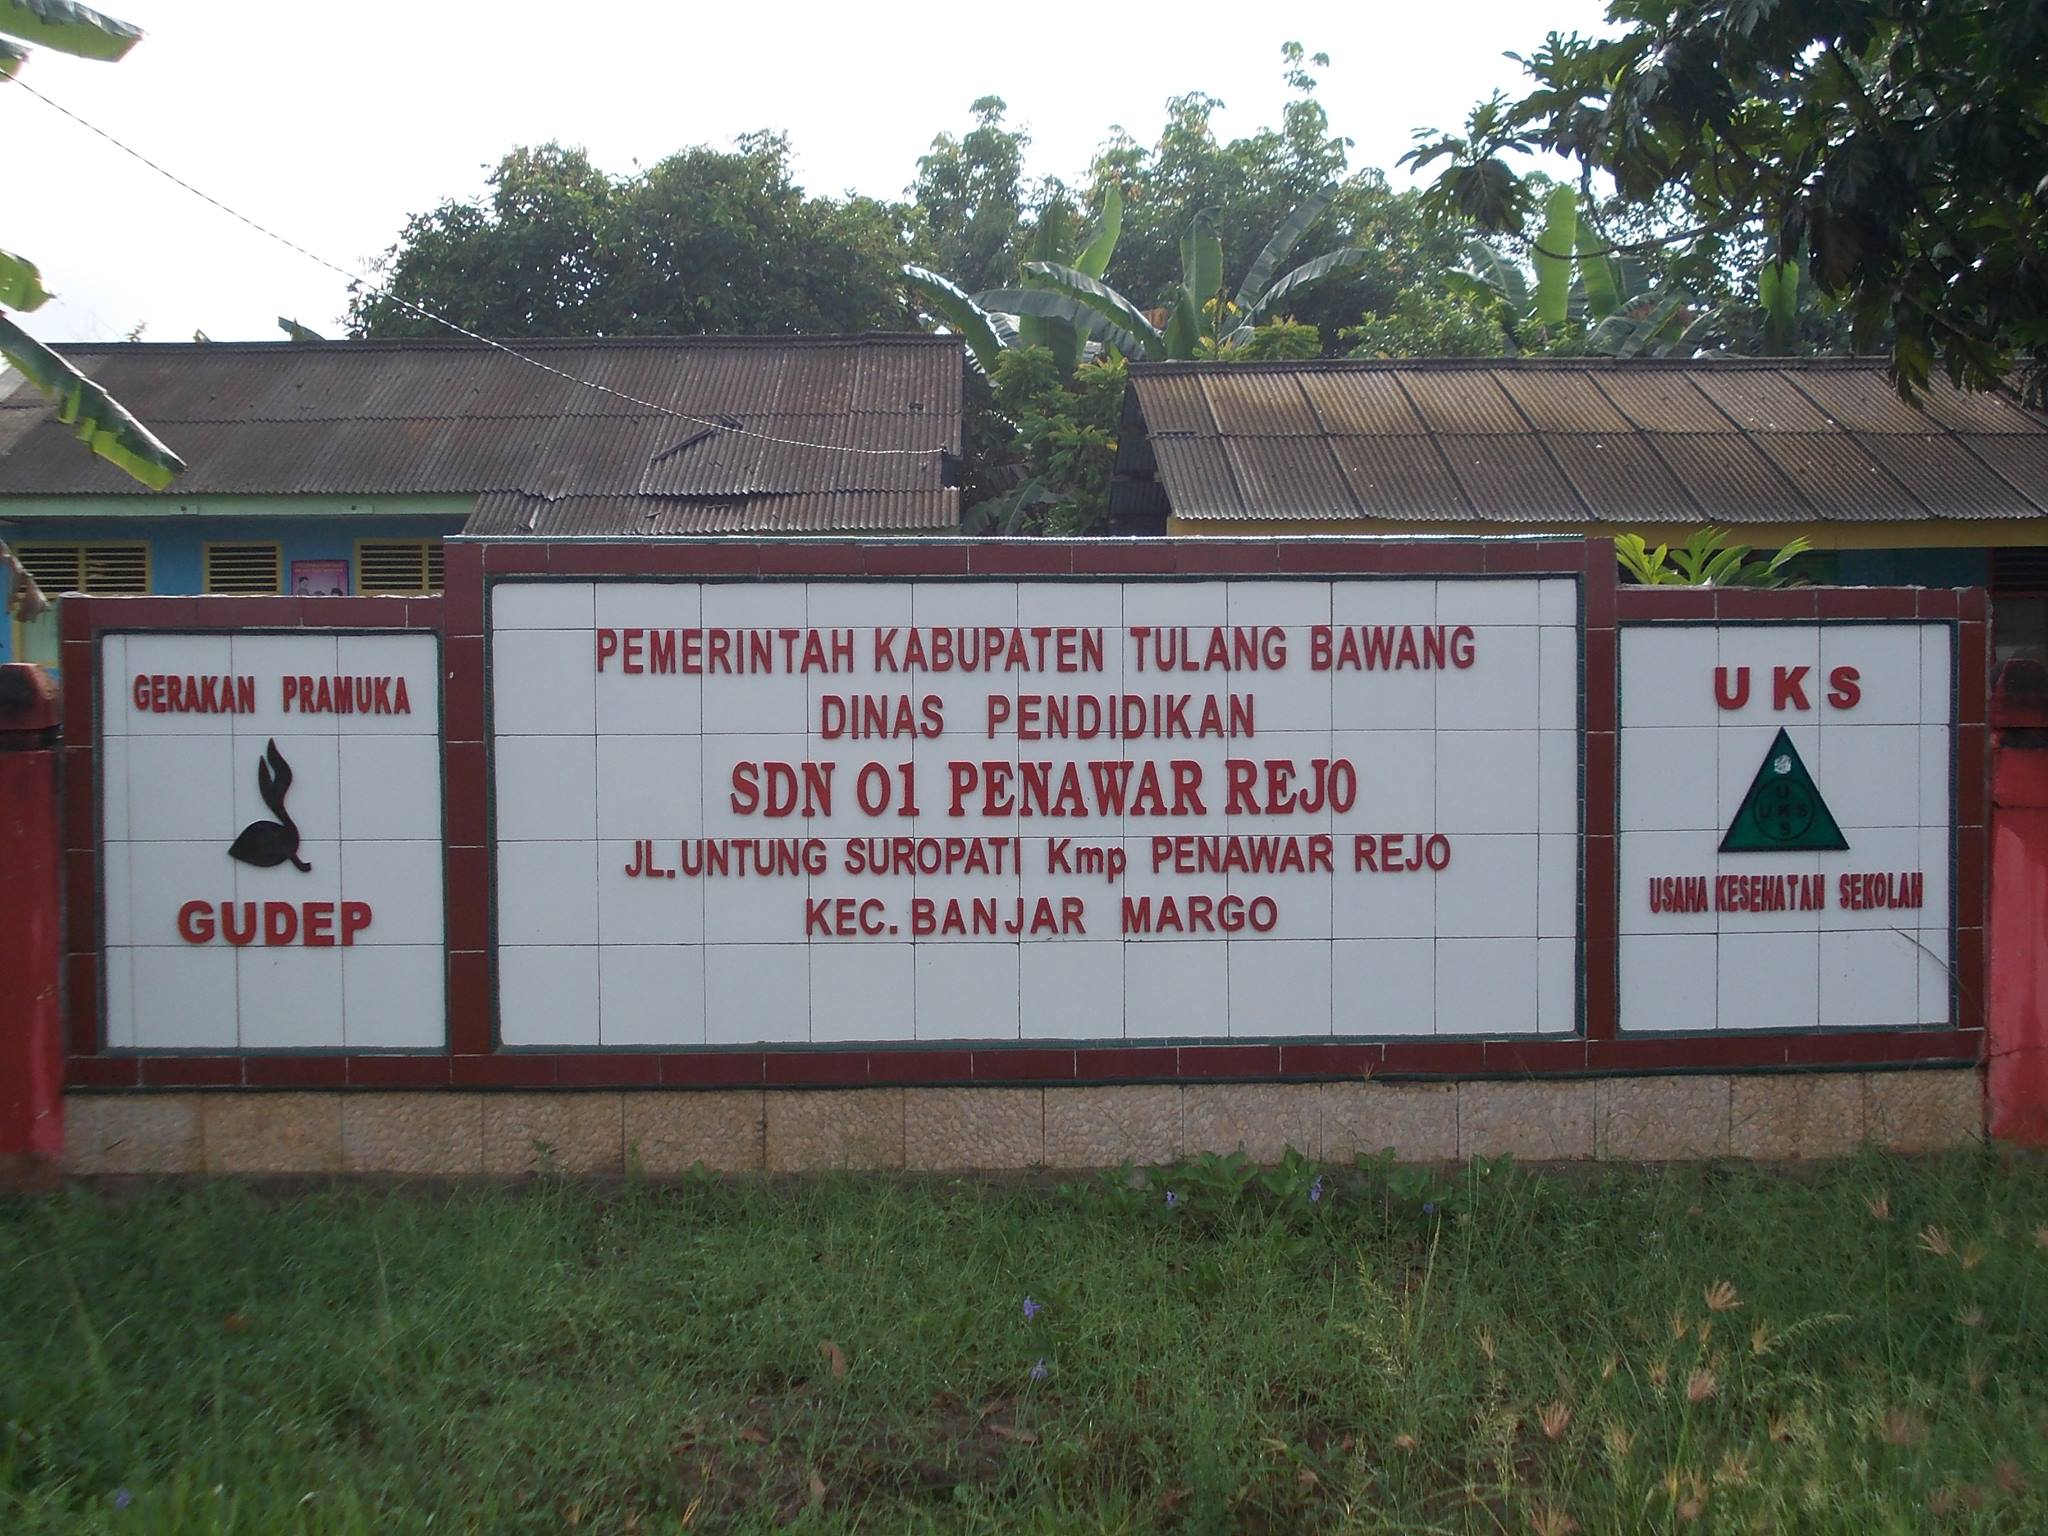 GERAKAN PRAMUKA
GUDEP
PEMERINTAH KABUPATEN TULANG BAWANG
DINAS PENDIDIKAN
SDN 01 PENAWAR REJO
JL.UNTUNG SUROPATI Kmp PENAWAR REJO
KEC.BANJAR MARGO
UKS
U
UKS
S
USAHA KESEHATAN SEKOLAH